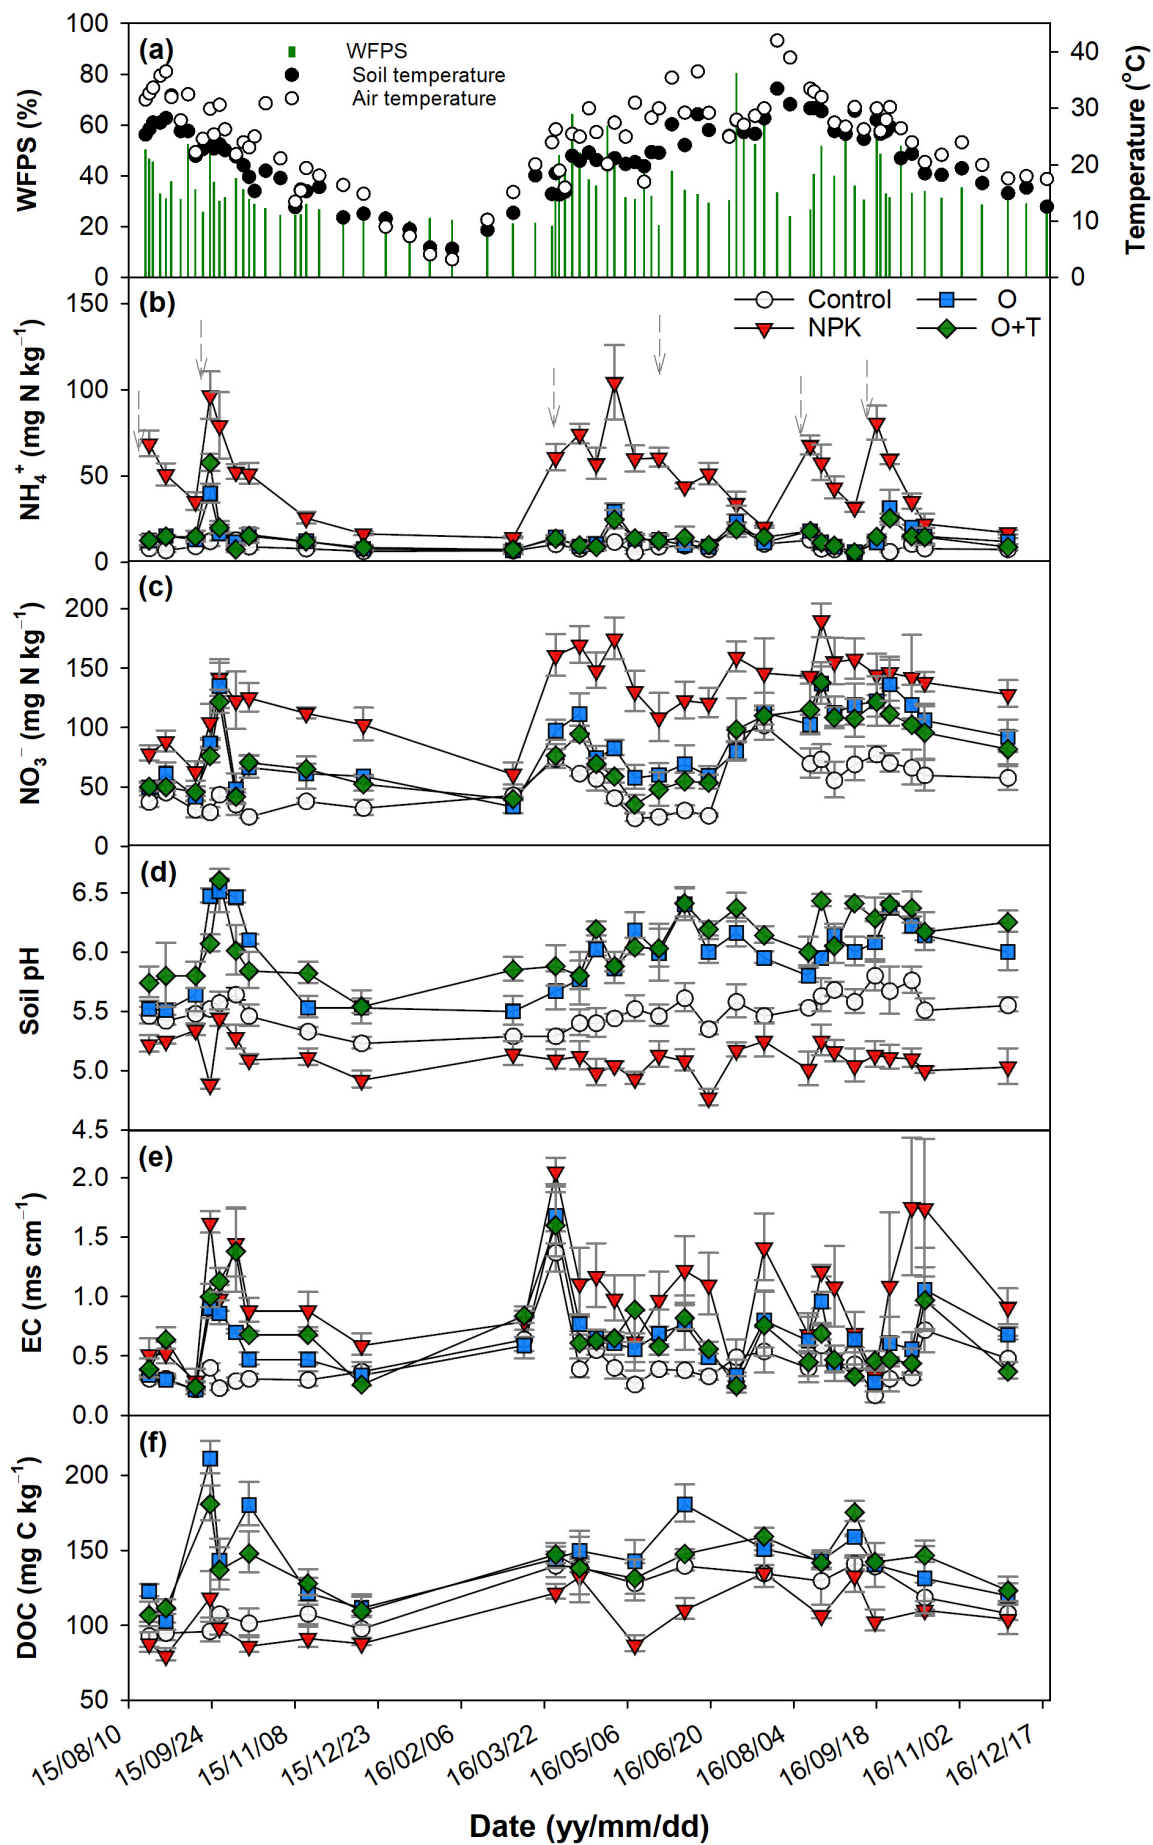 (a)
WFPS
Soil temperature
Air temperature
WFPS (%)
100
80
60
40
20
0
Temperature (°C)
40
30
20
10
0
(b)
Control
O
NPK
O+T
NH₄⁺ (mg N kg⁻¹)
150
100
50
0
(c)
NO₃⁻ (mg N kg⁻¹)
200
150
100
50
0
(d)
Soil pH
6.5
6.0
5.5
5.0
4.5
(e)
EC (ms cm⁻¹)
2.0
1.5
1.0
0.5
0.0
(f)
DOC (mg C kg⁻¹)
200
150
100
50
15/08/10
15/09/24
15/11/08
15/12/23
16/02/06
16/03/22
16/05/06
16/06/20
16/08/04
16/09/18
16/11/02
16/12/17
Date (yy/mm/dd)